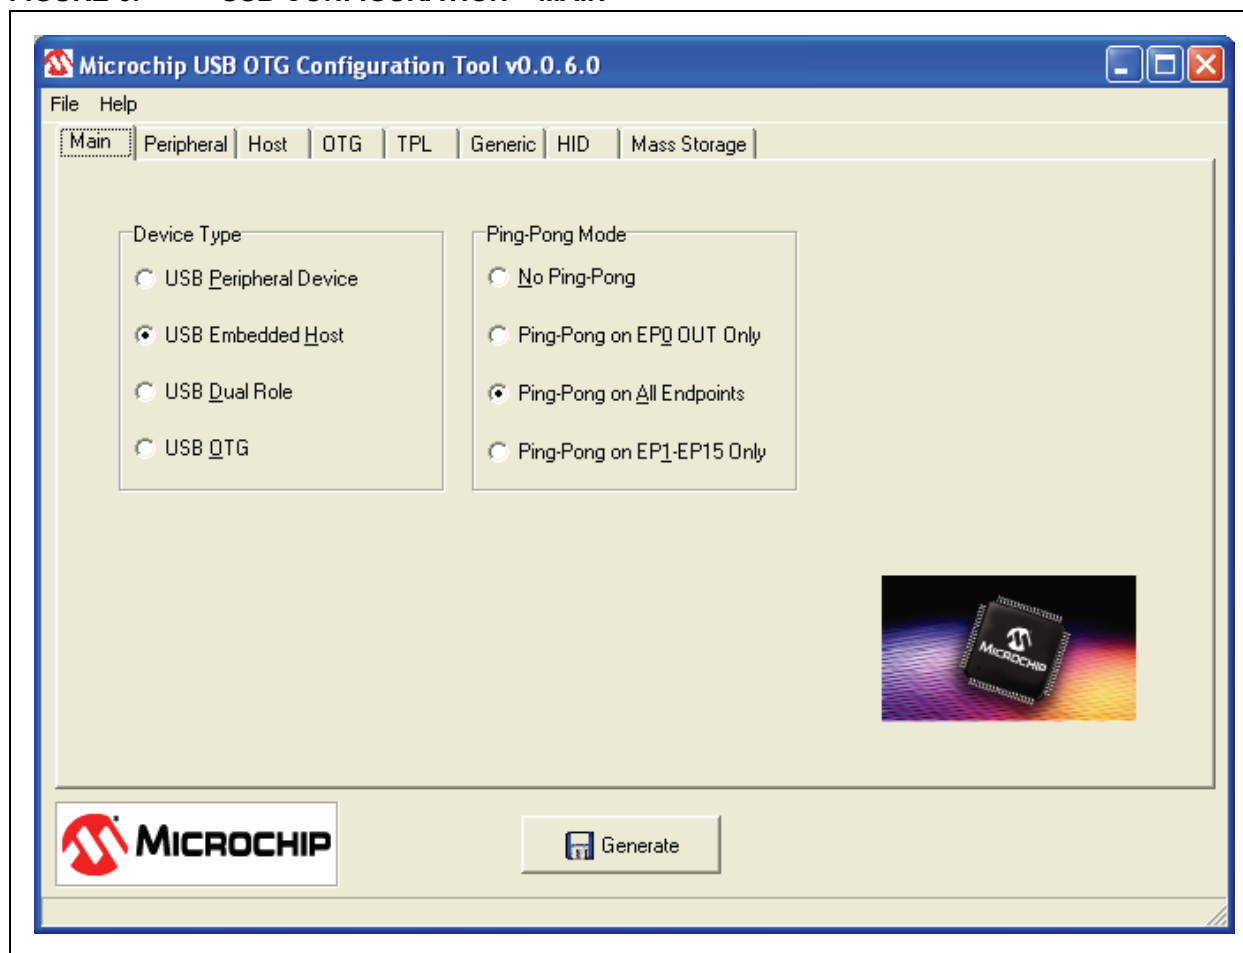 Microchip USB OTG Configuration Tool v0.0.6.0
File Help
Main Peripheral Host OTG TPL Generic HID Mass Storage
Device Type
USB Peripheral Device
USB Embedded Host
USB Dual Role
USB OTG
Ping-Pong Mode
No Ping-Pong
Ping-Pong on EP0 OUT Only
Ping-Pong on All Endpoints
Ping-Pong on EP1-EP15 Only
MICROCHIP
MICROCHIP
Generate